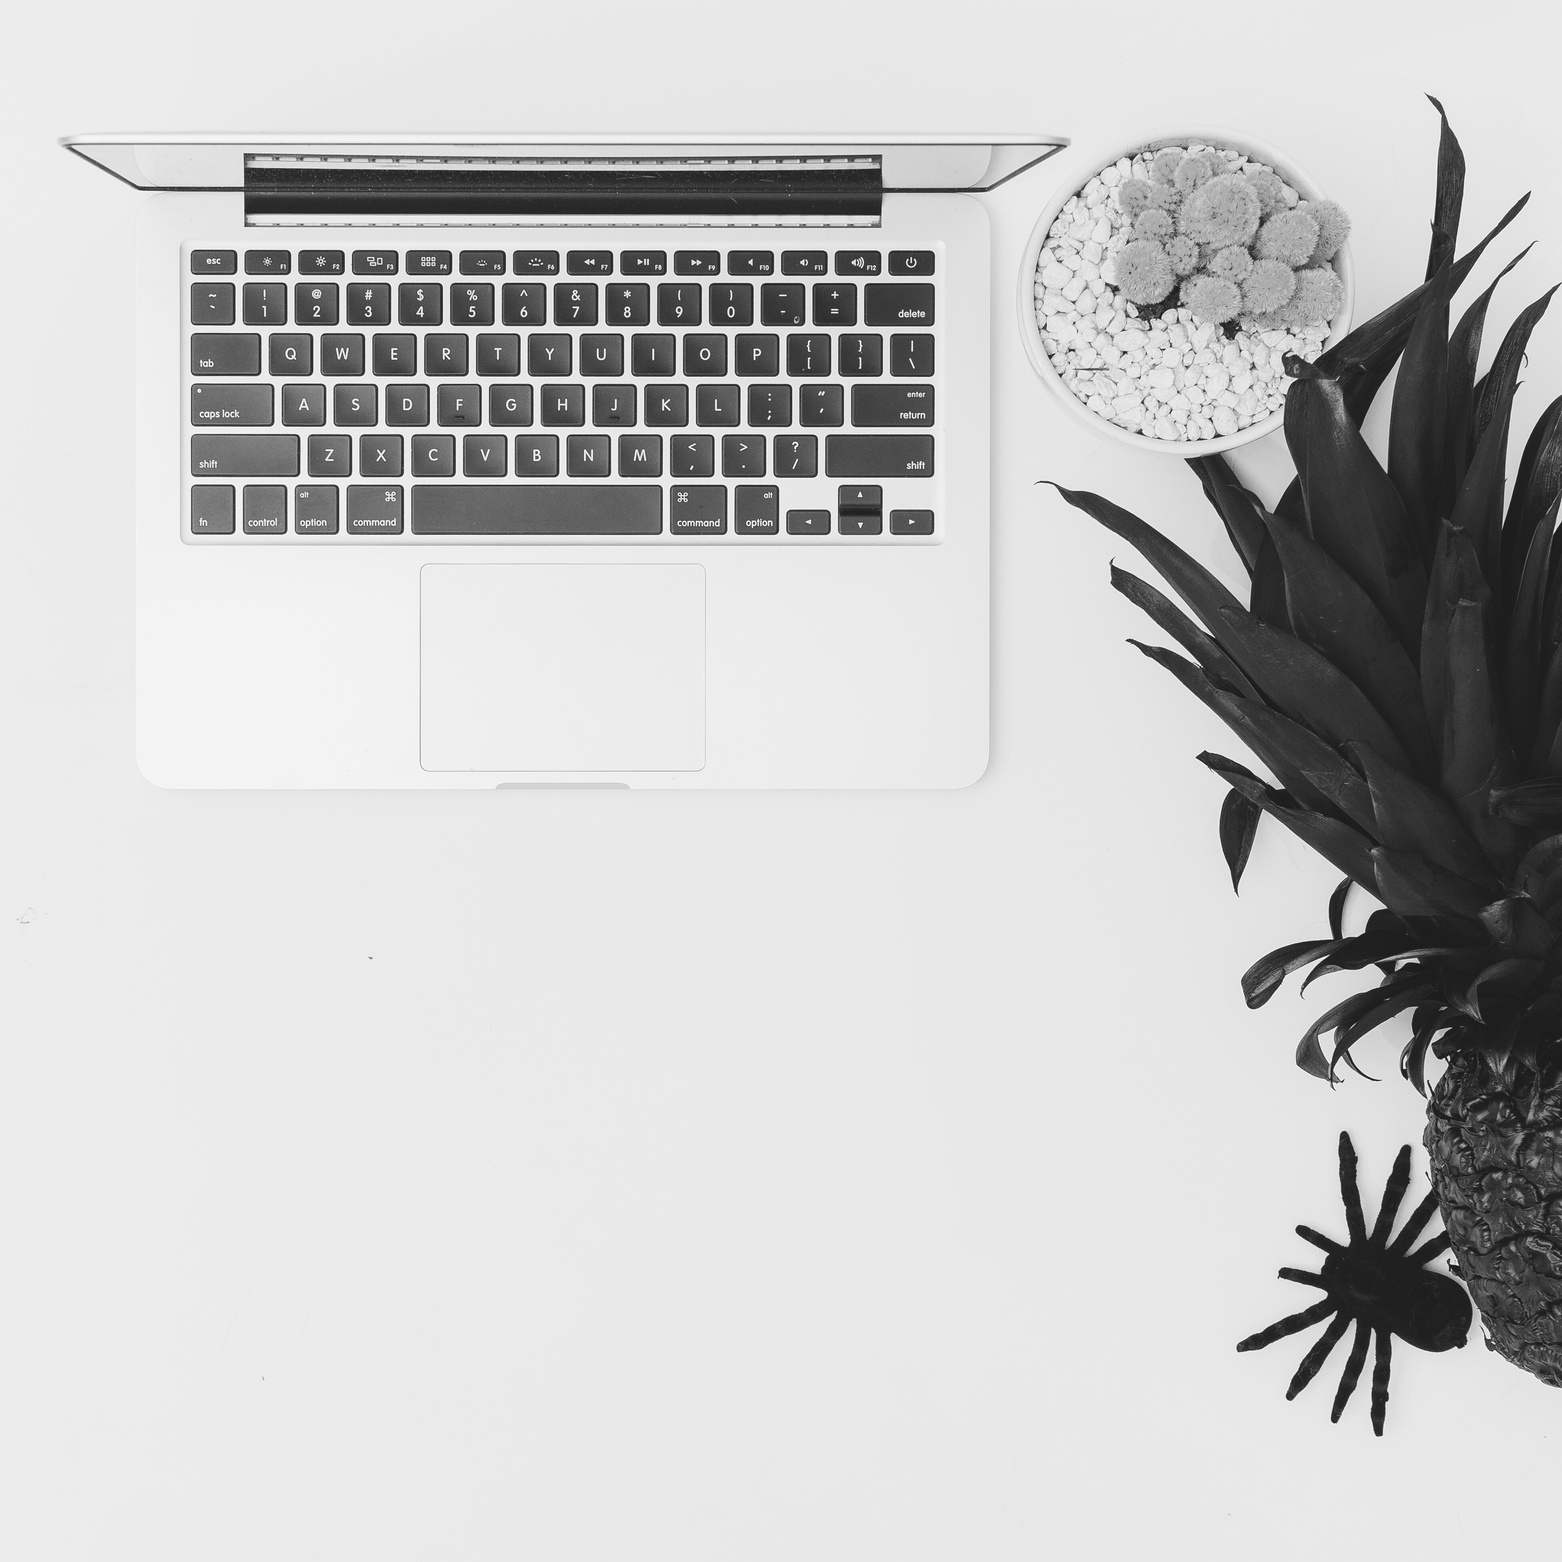 esc F1 F2 F3 F4 F5 F6 F7 F8 F9 F10 F11 F12
~ ! @ # $ % ^ & * ( ) — +
` 1 2 3 4 5 6 7 8 9 0 - = delete
tab Q W E R T Y U I O P { [ } ] | \
caps lock A S D F G H J K L : ; " ' enter return
shift Z X C V B N M < , > . ? / shift
fn control alt option ⌘ command ⌘ command alt option